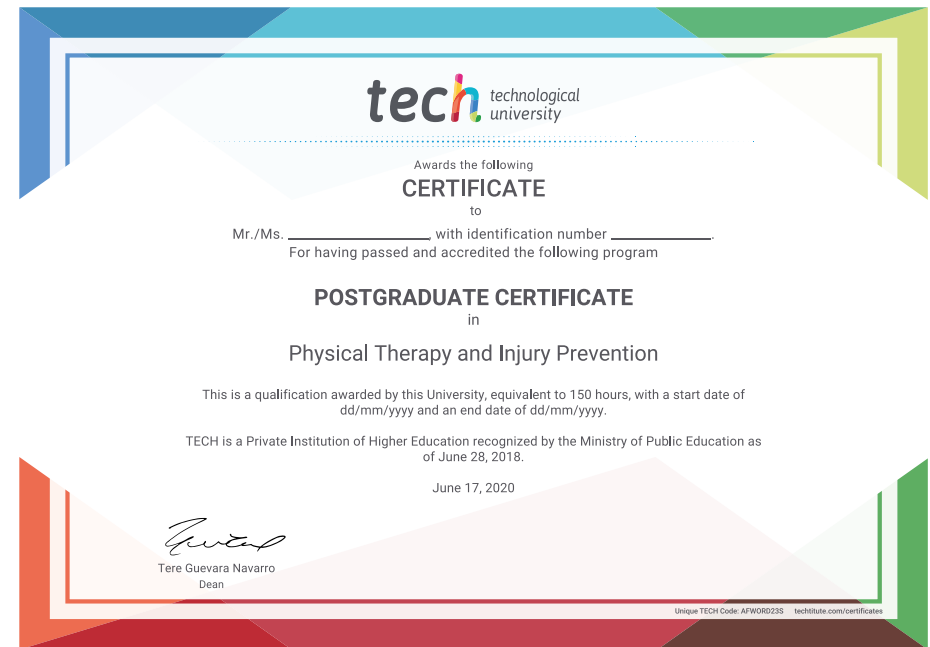 tech technological
university
Awards the following
CERTIFICATE
to
Mr./Ms. ____________________, with identification number ______________.
For having passed and accredited the following program
POSTGRADUATE CERTIFICATE
in
Physical Therapy and Injury Prevention
This is a qualification awarded by this University, equivalent to 150 hours, with a start date of
dd/mm/yyyy and an end date of dd/mm/yyyy.
TECH is a Private Institution of Higher Education recognized by the Ministry of Public Education as
of June 28, 2018.
June 17, 2020
Tere Guevara Navarro
Dean
Unique TECH Code: AFWORD23S techtitute.com/certificates